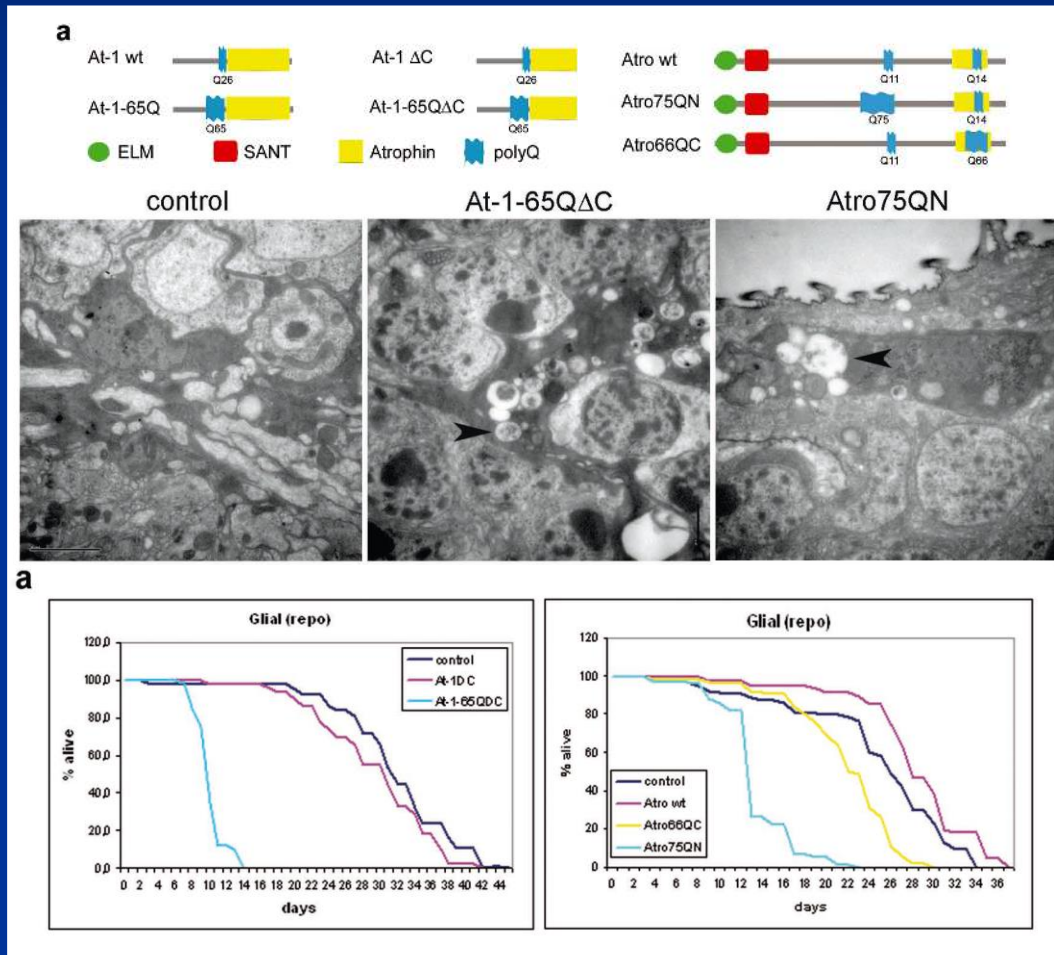 a
At-1 wt
Q26
At-1 ΔC
Q26
Atro wt
Q11
Q14
At-1-65Q
Q65
At-1-65QΔC
Q65
Atro75QN
Q75
Q14
Atro66QC
Q11
Q66
ELM
SANT
Atrophin
polyQ
control
At-1-65QΔC
Atro75QN
a
Glial (repo)
120,0
100,0
80,0
60,0
40,0
20,0
0,0
% alive
control
At-1DC
At-1-65QDC
0 2 4 6 8 10 12 14 16 18 20 22 24 26 28 30 32 34 36 38 40 42 44
days
Glial (repo)
120
100
80
60
40
20
0
% alive
control
Atro wt
Atro66QC
Atro75QN
0 2 4 6 8 10 12 14 16 18 20 22 24 26 28 30 32 34 36
days